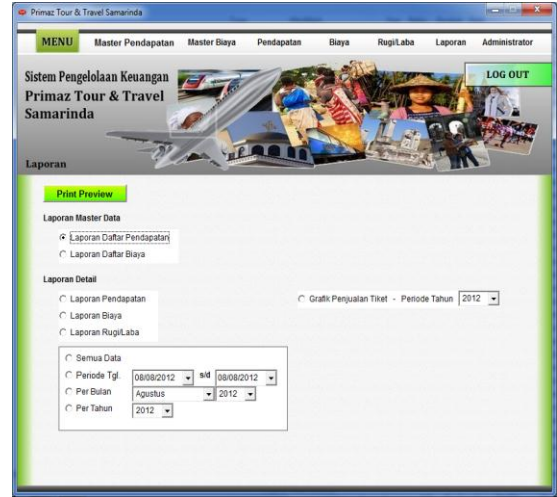 Primaz Tour & Travel Samarinda
MENU Master Pendapatan Master Biaya Pendapatan Biaya Rugi/Laba Laporan Administrator
LOG OUT
Sistem Pengelolaan Keuangan
Primaz Tour & Travel
Samarinda
Laporan
Print Preview
Laporan Master Data
Laporan Daftar Pendapatan
Laporan Daftar Biaya
Laporan Detail
Laporan Pendapatan
Grafik Penjualan Tiket - Periode Tahun 2012
Laporan Biaya
Laporan Rugi/Laba
Semua Data
Periode Tgl. 08/08/2012 s/d 08/08/2012
Per Bulan Agustus 2012
Per Tahun 2012